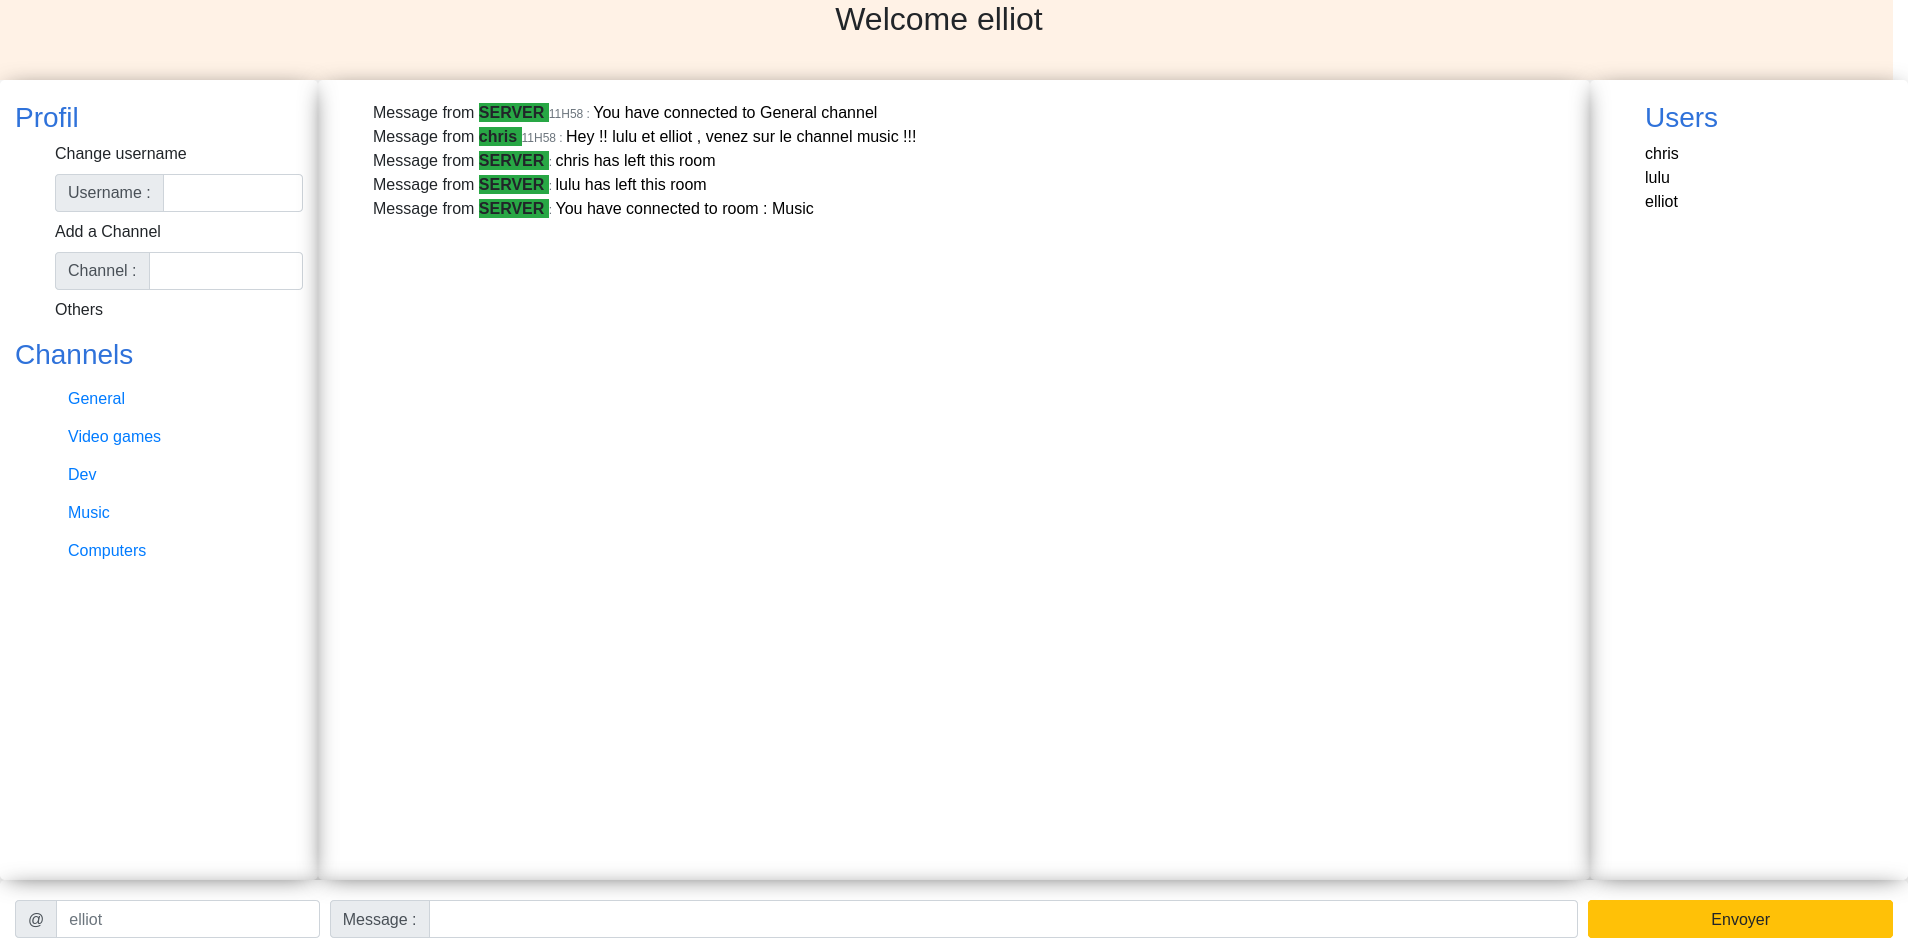 Welcome elliot
Profil
Change username
Username :
Add a Channel
Channel :
Others
Channels
General
Video games
Dev
Music
Computers
Message from SERVER 11H58 : You have connected to General channel
Message from chris 11H58 : Hey !! lulu et elliot , venez sur le channel music !!!
Message from SERVER : chris has left this room
Message from SERVER : lulu has left this room
Message from SERVER : You have connected to room : Music
Users
chris
lulu
elliot
@ elliot
Message :
Envoyer